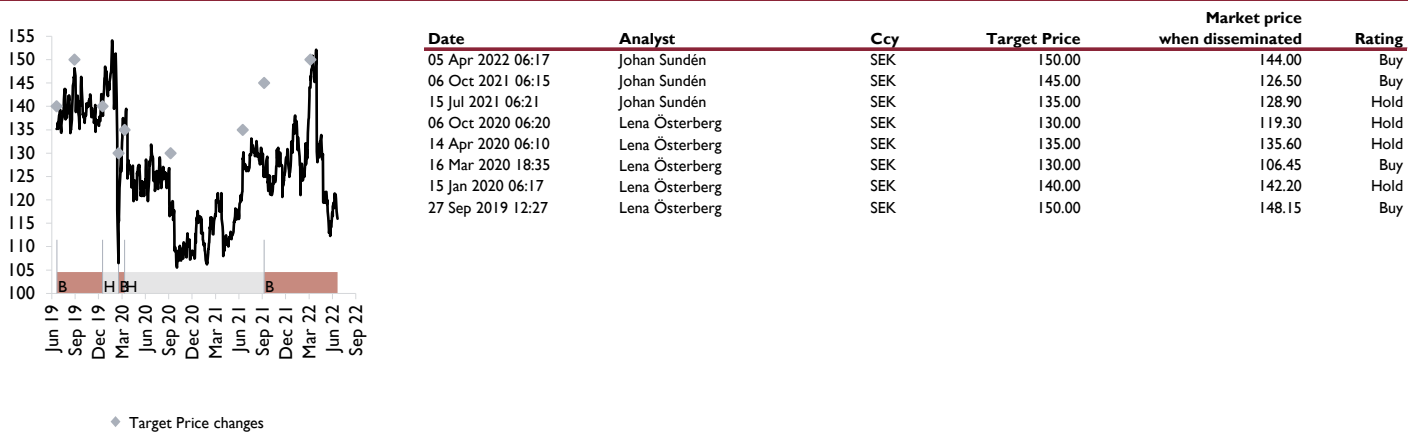 155
150
145
140
135
130
125
120
115
110
105
100
B
H
B
H
B
Jun 19
Sep 19
Dec 19
Mar 20
Jun 20
Sep 20
Dec 20
Mar 21
Jun 21
Sep 21
Dec 21
Mar 22
Jun 22
Sep 22
Target Price changes
Market price
Date Analyst Ccy Target Price when disseminated Rating
05 Apr 2022 06:17 Johan Sundén SEK 150.00 144.00 Buy
06 Oct 2021 06:15 Johan Sundén SEK 145.00 126.50 Buy
15 Jul 2021 06:21 Johan Sundén SEK 135.00 128.90 Hold
06 Oct 2020 06:20 Lena Österberg SEK 130.00 119.30 Hold
14 Apr 2020 06:10 Lena Österberg SEK 135.00 135.60 Hold
16 Mar 2020 18:35 Lena Österberg SEK 130.00 106.45 Buy
15 Jan 2020 06:17 Lena Österberg SEK 140.00 142.20 Hold
27 Sep 2019 12:27 Lena Österberg SEK 150.00 148.15 Buy